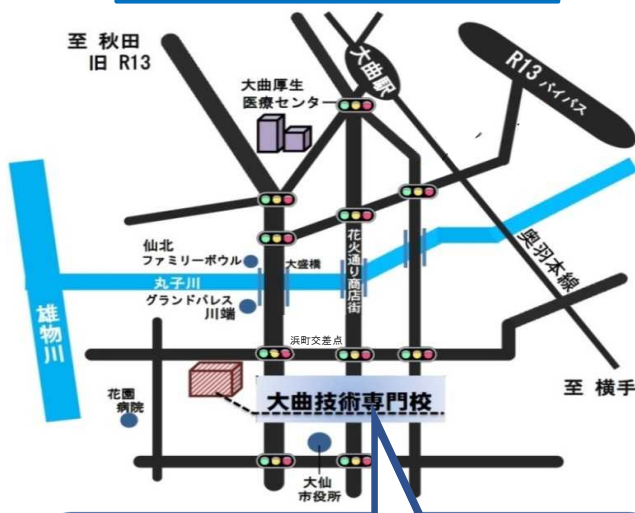 至 秋田
旧 R13
大曲厚生
医療センター
大曲駅
R13 バイパス
仙北
ファミリーボウル
大盛橋
花火通り商店街
丸子川
グランドパレス
川端
奥羽本線
雄物川
浜町交差点
至 横手
花園
病院
大曲技術専門校
大仙
市役所